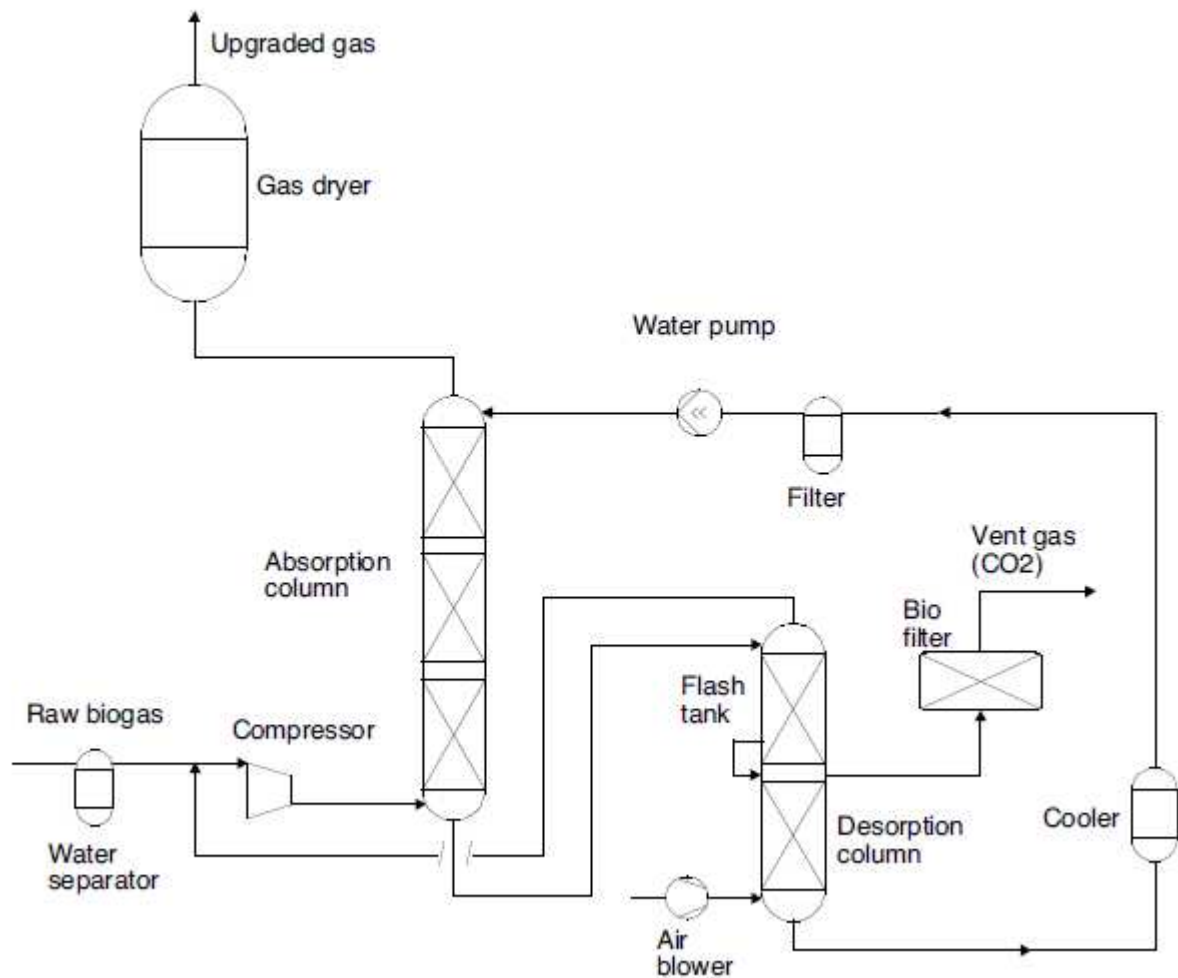 Upgraded gas
Gas dryer
Water pump
Filter
Vent gas
(CO2)
Absorption
column
Bio
filter
Flash
tank
Raw biogas
Compressor
Cooler
Desorption
column
Water
separator
Air
blower